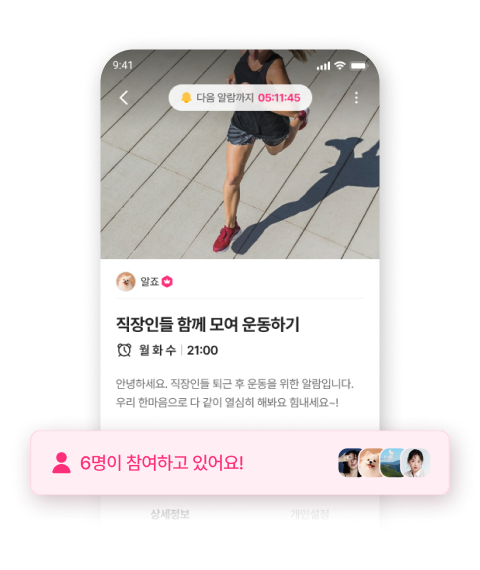 9:41
다음 알람까지 05:11:45
알죠
직장인들 함께 모여 운동하기
월 화 수 | 21:00
안녕하세요. 직장인들 퇴근 후 운동을 위한 알람입니다.
우리 한마음으로 다 같이 열심히 해봐요 힘내세요~!
6명이 참여하고 있어요!
상세정보 개인설정